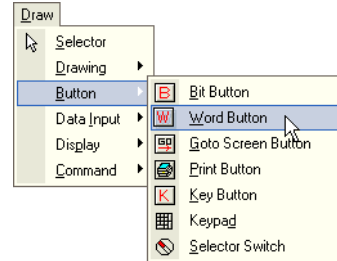 Draw
Selector
Drawing
Button
Data Input
Display
Command
B Bit Button
W Word Button
Goto Screen Button
Print Button
K Key Button
Keypad
Selector Switch